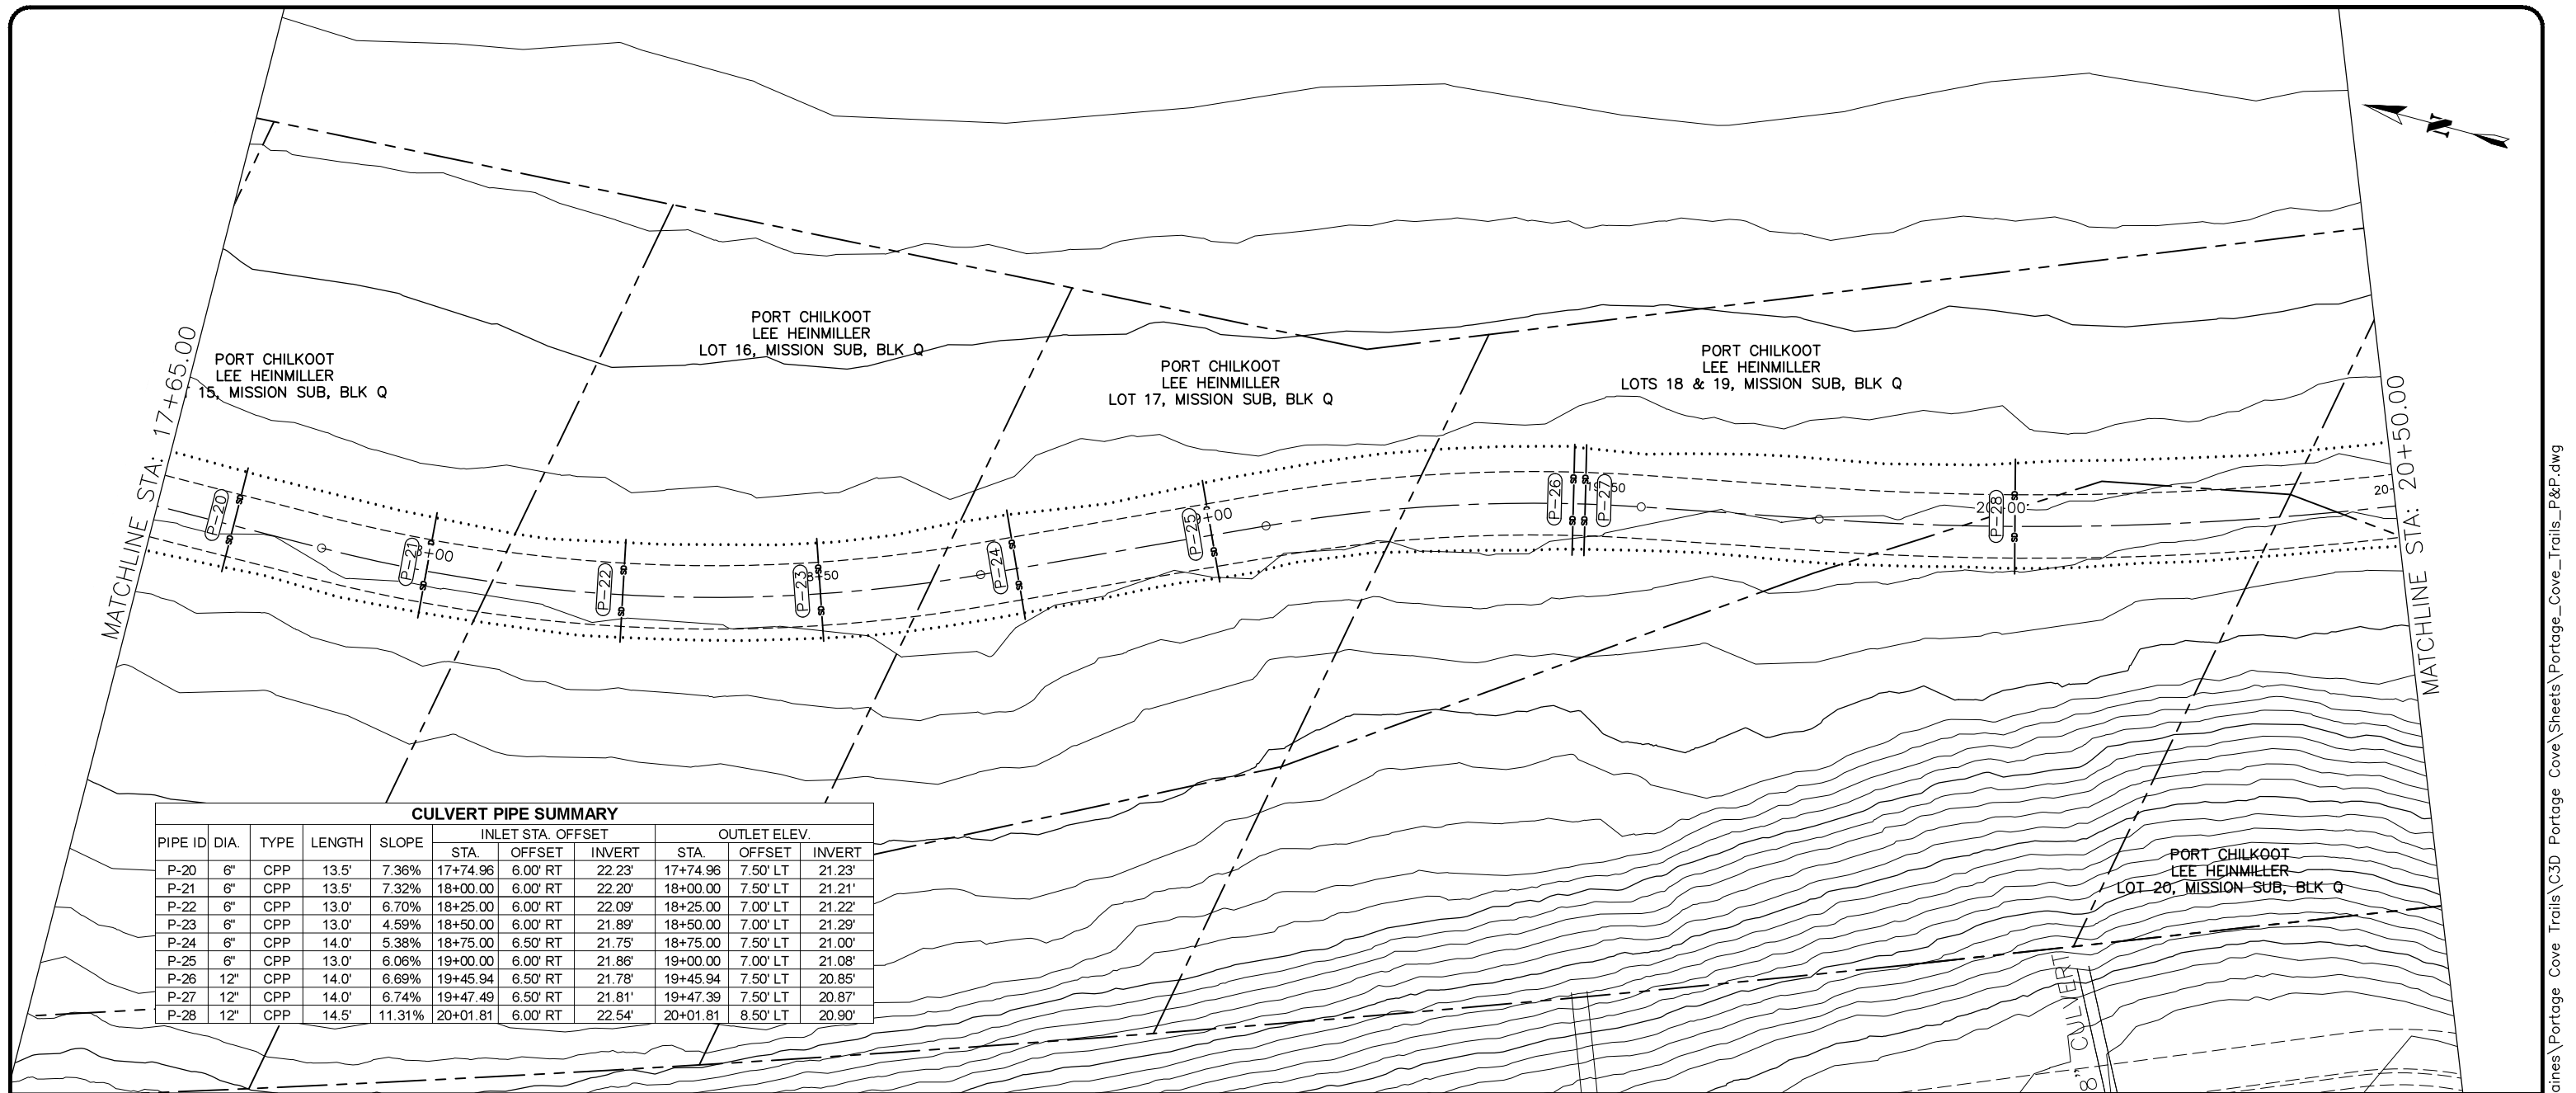 N
PORT CHILKOOT
LEE HEINMILLER
LOT 16, MISSION SUB, BLK Q
PORT CHILKOOT
LEE HEINMILLER
15, MISSION SUB, BLK Q
PORT CHILKOOT
LEE HEINMILLER
LOT 17, MISSION SUB, BLK Q
PORT CHILKOOT
LEE HEINMILLER
LOTS 18 & 19, MISSION SUB, BLK Q
MATCHLINE STA: 17+65.00
MATCHLINE STA: 20+50.00
P-20
P-21
8+00
P-22
P-23
8+50
P-24
P-25
+00
P-26
P-27
50
P-28
20
SD
PORT CHILKOOT
LEE HEINMILLER
LOT 20, MISSION SUB, BLK Q
8" CULVERT
CULVERT PIPE SUMMARY
PIPE ID DIA. TYPE LENGTH SLOPE INLET STA. OFFSET OUTLET ELEV.
STA. OFFSET INVERT STA. OFFSET INVERT
P-20 6" CPP 13.5' 7.36% 17+74.96 6.00' RT 22.23' 17+74.96 7.50' LT 21.23'
P-21 6" CPP 13.5' 7.32% 18+00.00 6.00' RT 22.20' 18+00.00 7.50' LT 21.21'
P-22 6" CPP 13.0' 6.70% 18+25.00 6.00' RT 22.09' 18+25.00 7.00' LT 21.22'
P-23 6" CPP 13.0' 4.59% 18+50.00 6.00' RT 21.89' 18+50.00 7.00' LT 21.29'
P-24 6" CPP 14.0' 5.38% 18+75.00 6.50' RT 21.75' 18+75.00 7.50' LT 21.00'
P-25 6" CPP 13.0' 6.06% 19+00.00 6.00' RT 21.86' 19+00.00 7.00' LT 21.08'
P-26 12" CPP 14.0' 6.69% 19+45.94 6.50' RT 21.78' 19+45.94 7.50' LT 20.85'
P-27 12" CPP 14.0' 6.74% 19+47.49 6.50' RT 21.81' 19+47.39 7.50' LT 20.87'
P-28 12" CPP 14.5' 11.31% 20+01.81 6.00' RT 22.54' 20+01.81 8.50' LT 20.90'
aines\Portage Cove Trails\C3D Portage Cove\Sheets\Portage_Cove_Trails_P&P.dwg